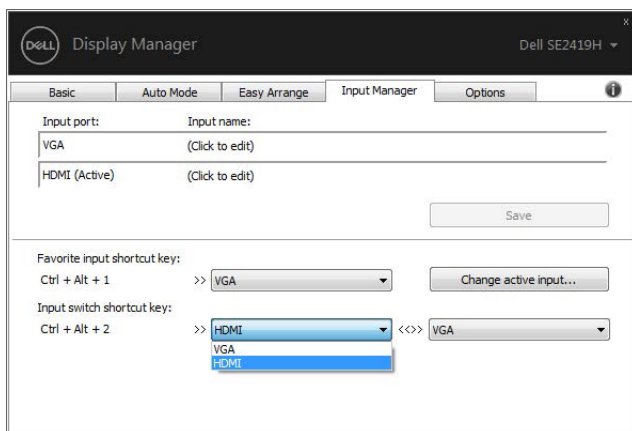 DELL Display Manager Dell SE2419H
x
Basic Auto Mode Easy Arrange Input Manager Options i
Input port: Input name:
VGA (Click to edit)
HDMI (Active) (Click to edit)
Save
Favorite input shortcut key:
Ctrl + Alt + 1 >> VGA Change active input...
Input switch shortcut key:
Ctrl + Alt + 2 >> HDMI <<>> VGA
VGA
HDMI